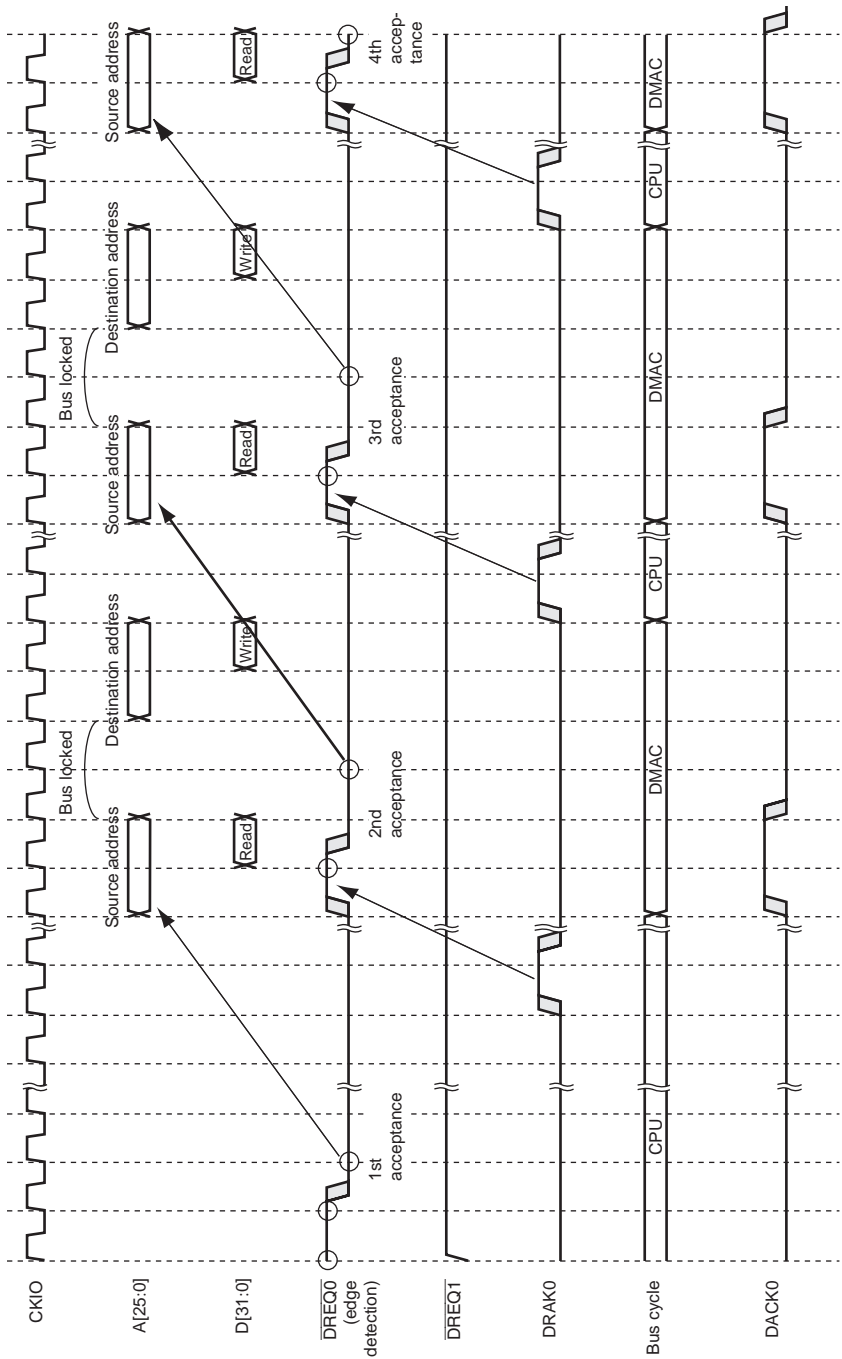 CKIO
Bus locked
Bus locked
Source address
Destination address
Source address
Destination address
Source address
A[25:0]
D[31:0]
Read
Write
Read
Write
Read
DREQ0
(edge
detection)
1st
acceptance
2nd
acceptance
3rd
acceptance
4th
accep-
tance
DREQ1
DRAK0
Bus cycle
CPU
DMAC
CPU
DMAC
CPU
DMAC
DACK0